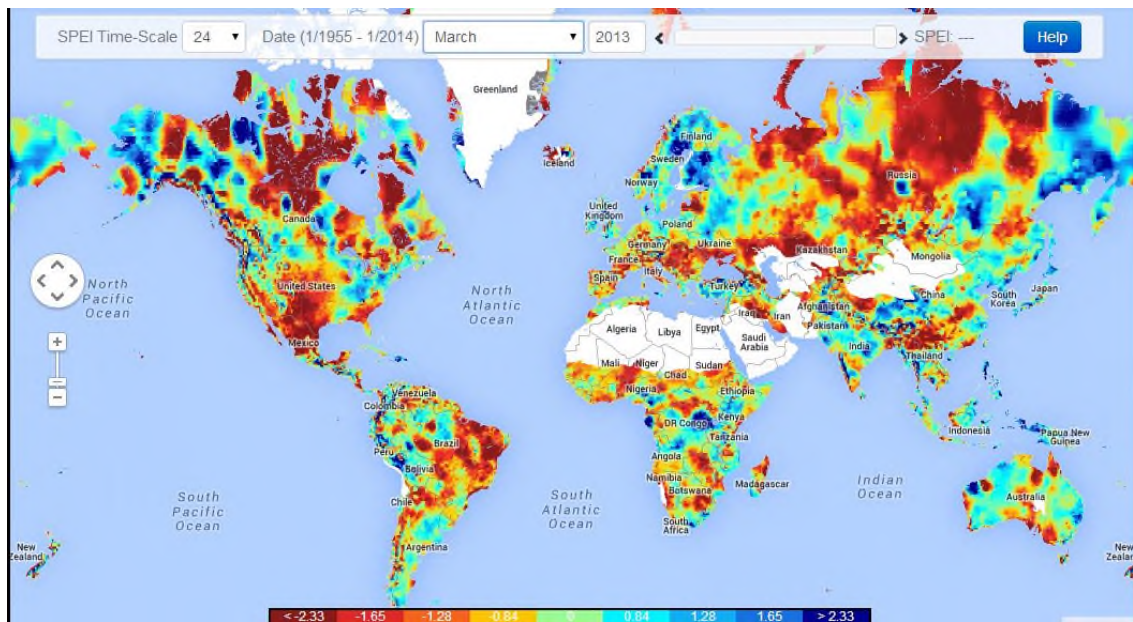 SPEI Time-Scale 24 Date (1/1955 - 1/2014) March 2013 SPEI: --- Help
Greenland
Iceland
Finland
Sweden
Norway
Russia
Canada
United
Kingdom
Poland
Germany
Ukraine
Kazakhstan
France
Mongolia
Spain
Italy
Turkey
United States
China
South
Korea
Japan
North
Pacific
Ocean
North
Atlantic
Ocean
Iraq
Iran
Afghanistan
Pakistan
Algeria
Libya
Egypt
Saudi
Arabia
India
Mexico
Mali
Niger
Chad
Sudan
Thailand
Nigeria
Ethiopia
Venezuela
Colombia
DR Congo
Kenya
Tanzania
Indonesia
Papua New
Guinea
Peru
Brazil
Bolivia
Angola
Namibia
Botswana
Madagascar
Indian
Ocean
Australia
South
Pacific
Ocean
Chile
South
Atlantic
Ocean
South
Africa
Argentina
New
Zealand
New
Zeal
< -2.33 -1.65 -1.28 -0.84 0 0.84 1.28 1.65 > 2.33